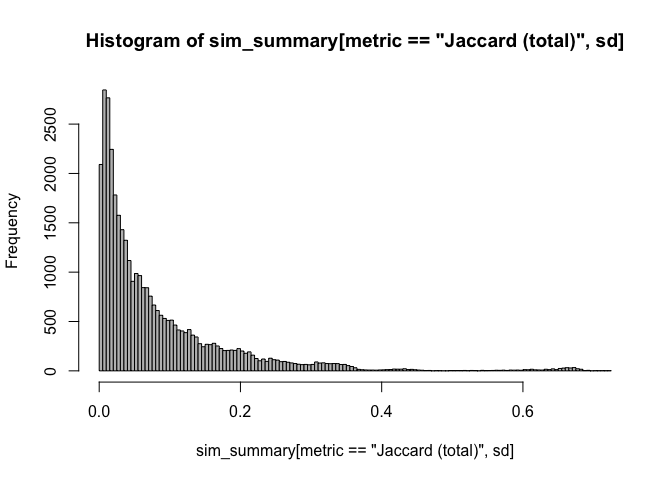 Histogram of sim_summary[metric == "Jaccard (total)", sd]
Frequency
2500
2000
1500
1000
500
0
0.0 0.2 0.4 0.6
sim_summary[metric == "Jaccard (total)", sd]